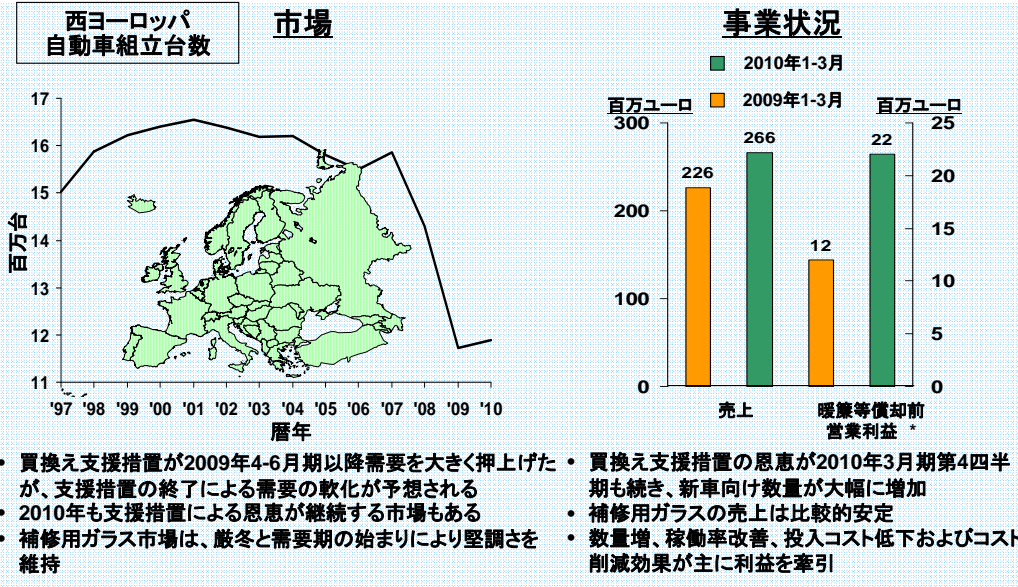 西ヨーロッパ
自動車組立台数
市場
百万台
17
16
15
14
13
12
11
'97 '98 '99 '00 '01 '02 '03 '04 '05 '06 '07 '08 '09 '10
暦年
• 買換え支援措置が2009年4-6月期以降需要を大きく押上げた
が、支援措置の終了による需要の軟化が予想される
• 2010年も支援措置による恩恵が継続する市場もある
• 補修用ガラス市場は、厳冬と需要期の始まりにより堅調さを
維持
事業状況
2010年1-3月
2009年1-3月
百万ユーロ
百万ユーロ
300
200
100
0
226
266
12
22
25
20
15
10
5
0
売上
暖簾等償却前
営業利益 *
• 買換え支援措置の恩恵が2010年3月期第4四半
期も続き、新車向け数量が大幅に増加
• 補修用ガラスの売上は比較的安定
• 数量増、稼働率改善、投入コスト低下およびコスト
削減効果が主に利益を牽引